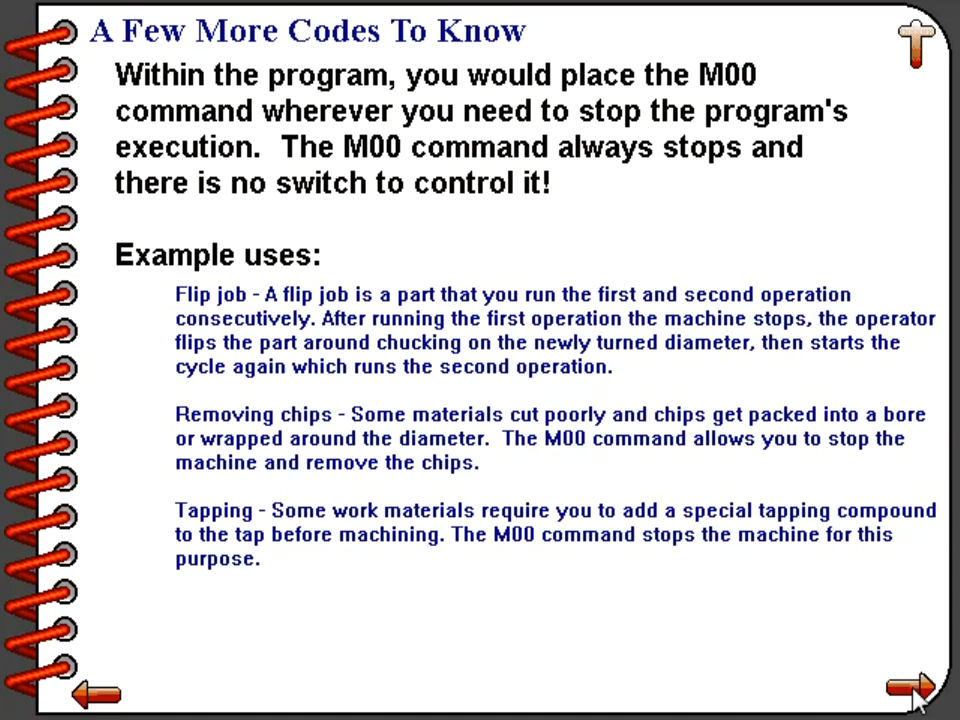 A Few More Codes To Know
Within the program, you would place the M00
command wherever you need to stop the program's
execution.  The M00 command always stops and
there is no switch to control it!
Example uses:
Flip job - A flip job is a part that you run the first and second operation
consecutively. After running the first operation the machine stops, the operator
flips the part around chucking on the newly turned diameter, then starts the
cycle again which runs the second operation.
Removing chips - Some materials cut poorly and chips get packed into a bore
or wrapped around the diameter.  The M00 command allows you to stop the
machine and remove the chips.
Tapping - Some work materials require you to add a special tapping compound
to the tap before machining. The M00 command stops the machine for this
purpose.